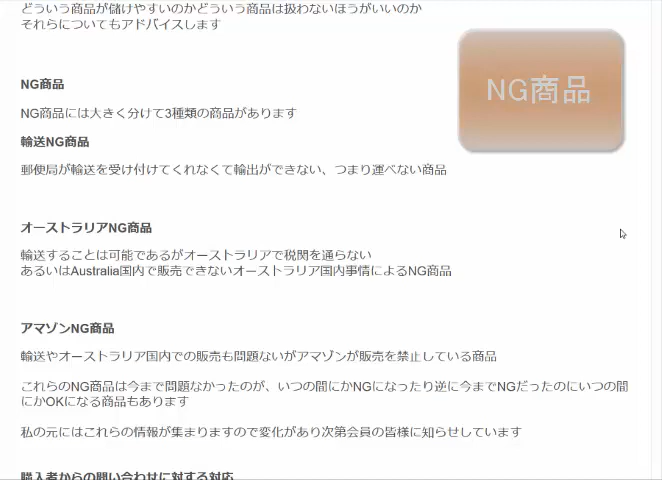 どういう商品が儲けやすいのかどういう商品は扱わないほうがいいのか
それらについてもアドバイスします
NG商品
NG商品
NG商品には大きく分けて3種類の商品があります
輸送NG商品
郵便局が輸送を受け付けてくれなくて輸出ができない、つまり運べない商品
オーストラリアNG商品
輸送することは可能であるがオーストラリアで税関を通らない
あるいはAustralia国内で販売できないオーストラリア国内事情によるNG商品
アマゾンNG商品
輸送やオーストラリア国内での販売も問題ないがアマゾンが販売を禁止している商品
これらのNG商品は今まで問題なかったのが、いつの間にかNGになったり逆に今までNGだったのにいつの間
にかOKになる商品もあります
私の元にはこれらの情報が集まりますので変化があり次第会員の皆様に知らせしています
購入者からの問い合わせに対する対応